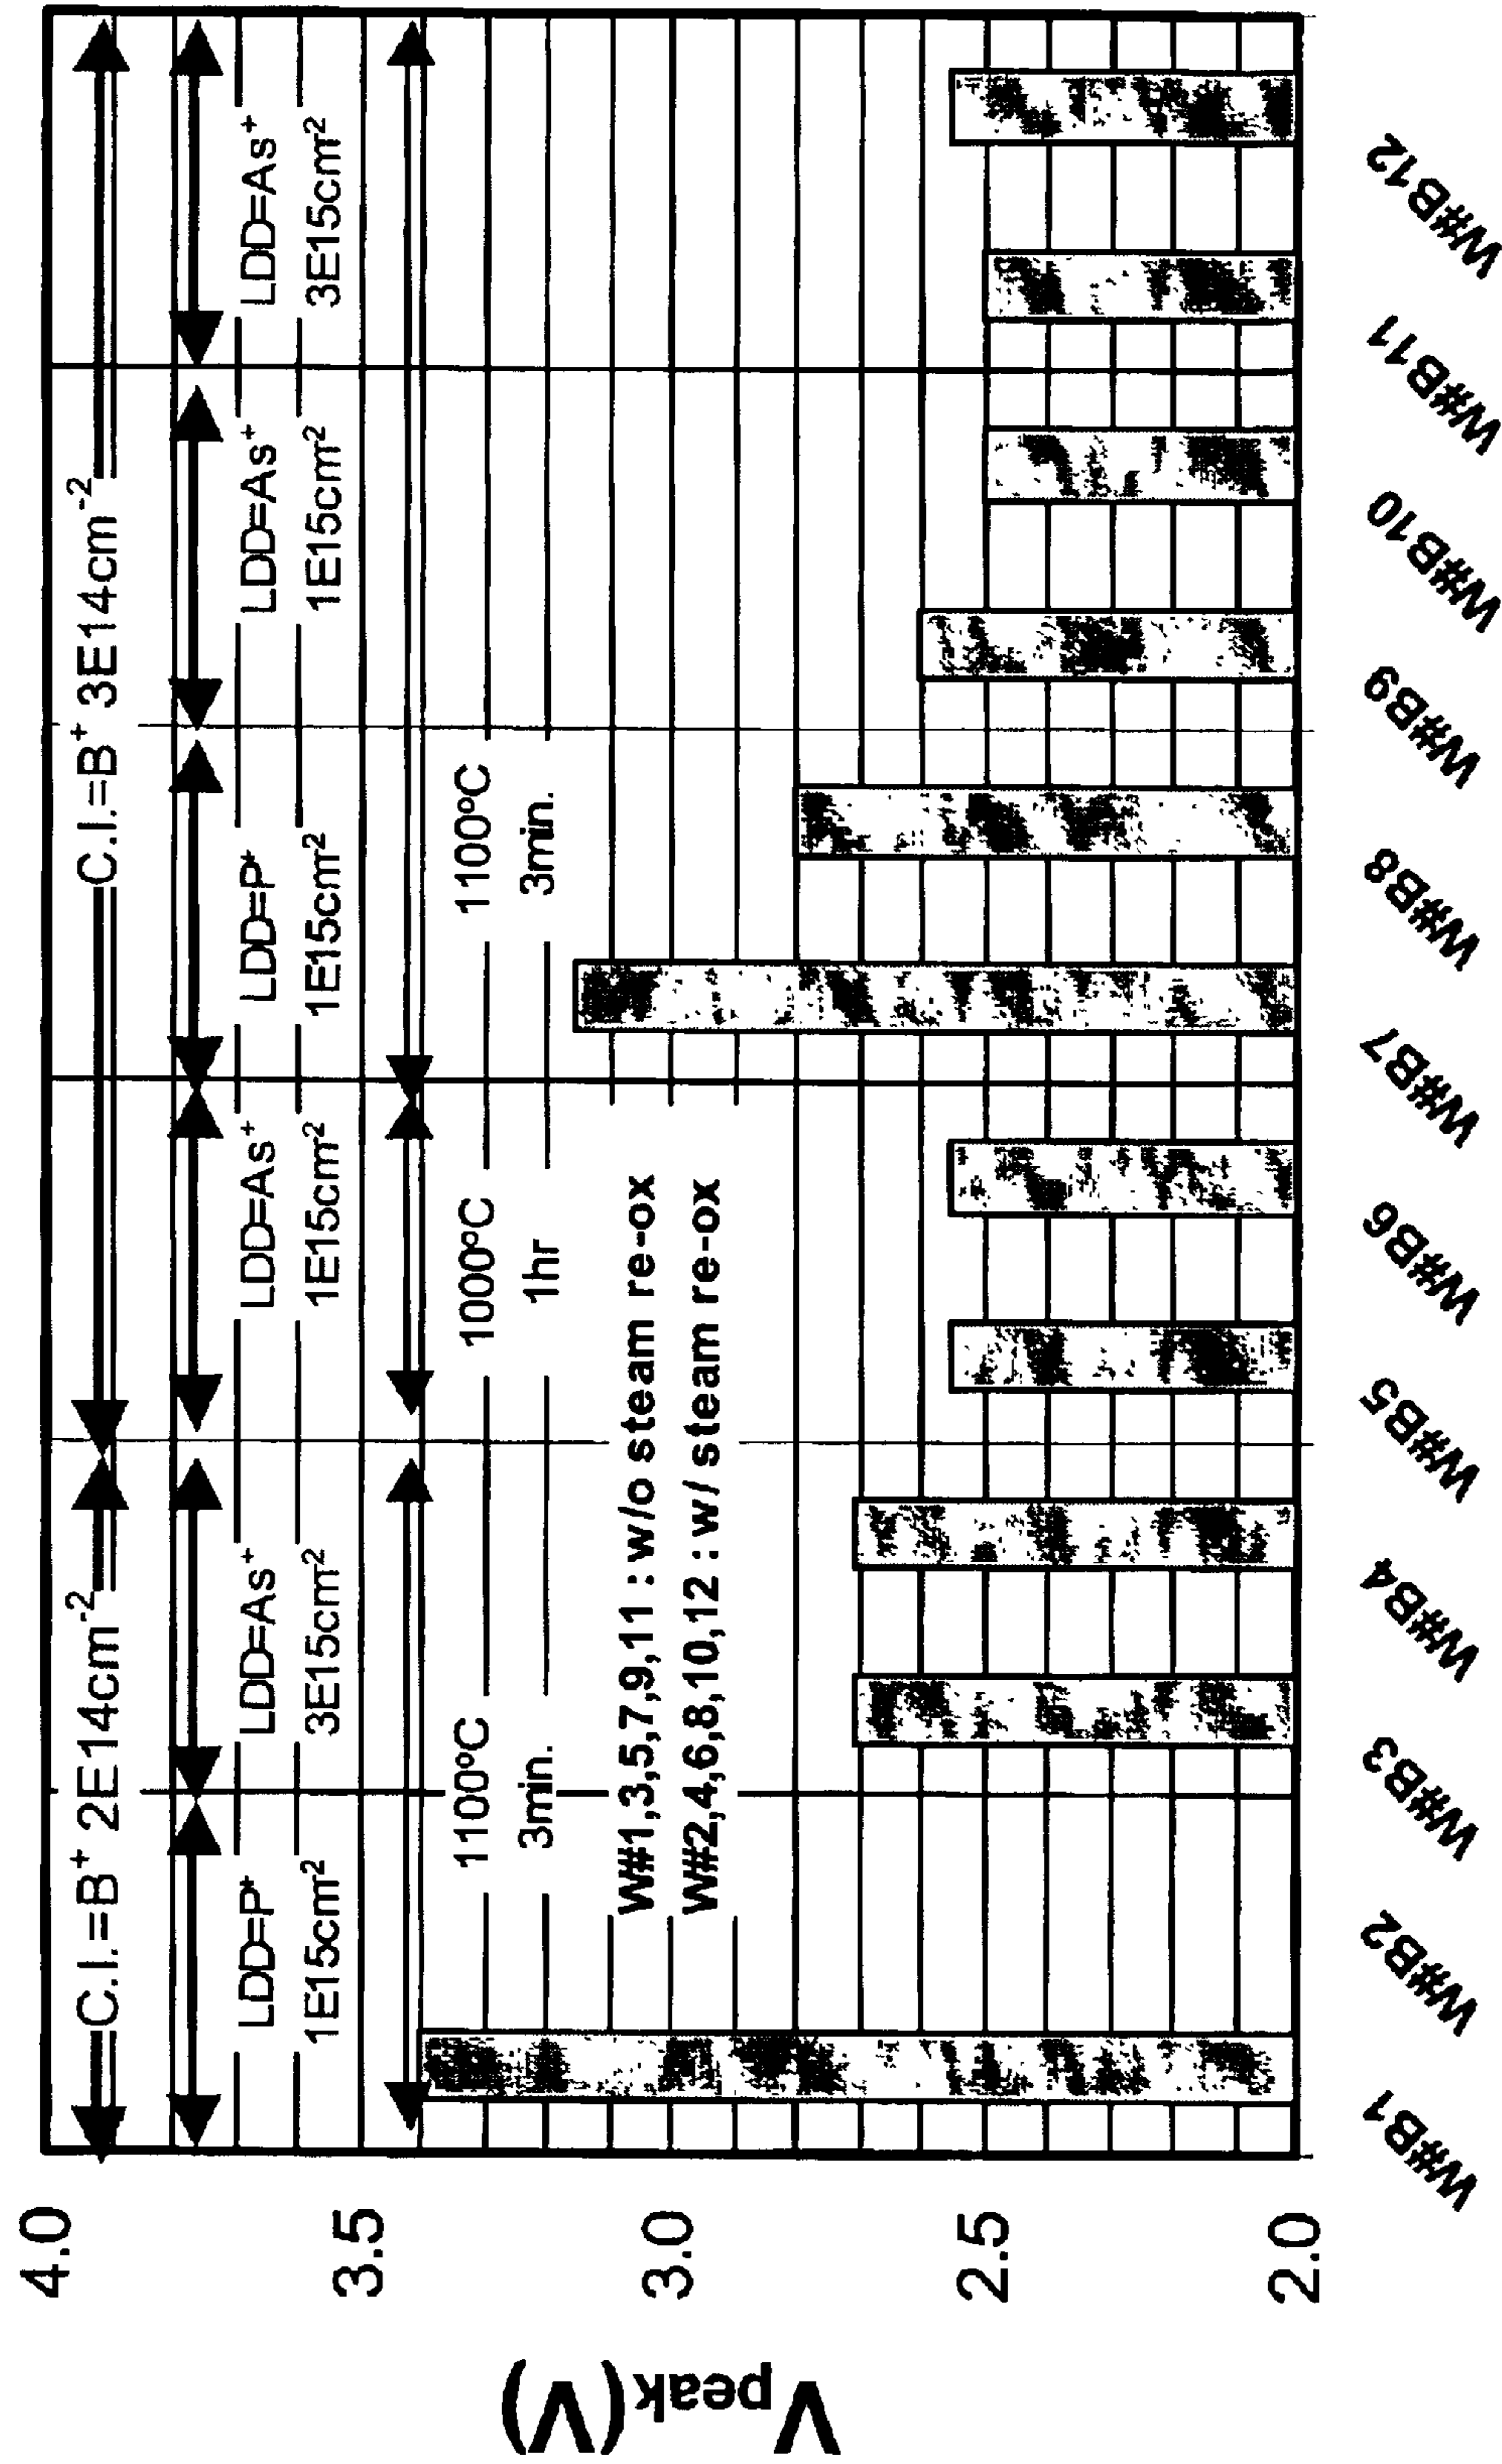 C.I.=B⁺ 2E14cm⁻² C.I.=B⁺ 3E14cm⁻²
LDD=P⁺ LDD=As⁺ LDD=As⁺ LDD=P⁺ LDD=As⁺ LDD=As⁺
1E15cm² 3E15cm² 1E15cm² 1E15cm² 1E15cm² 3E15cm²
1100ºC 1000ºC 1100ºC
3min. 1hr 3min.
W#1,3,5,7,9,11 : w/o steam re-ox
W#2,4,6,8,10,12 : w/ steam re-ox
4.0
3.5
3.0
2.5
2.0
Vpeak(V)
W#B1 W#B2 W#B3 W#B4 W#B5 W#B6 W#B7 W#B8 W#B9 W#B10 W#B11 W#B12